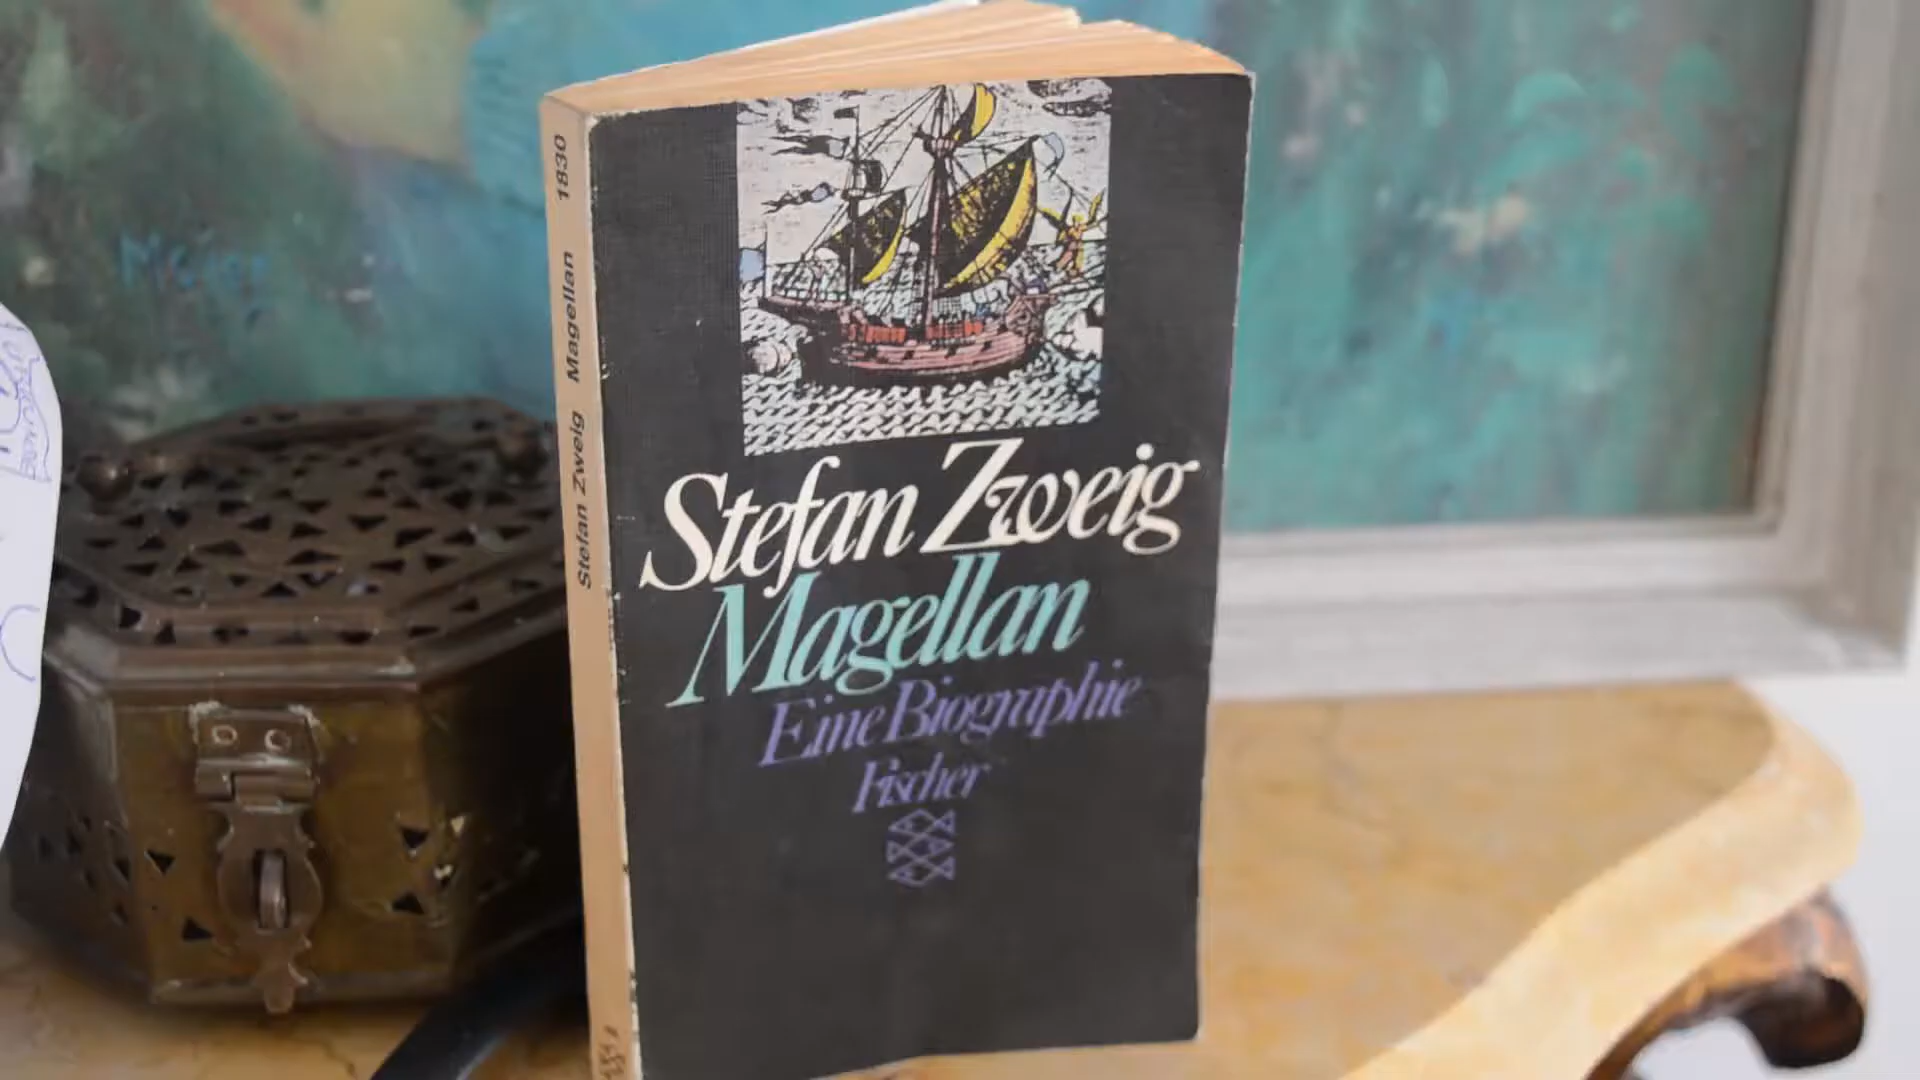 1830
Magellan
Stefan Zweig
Stefan Zweig
Magellan
Eine Biographie
Fischer